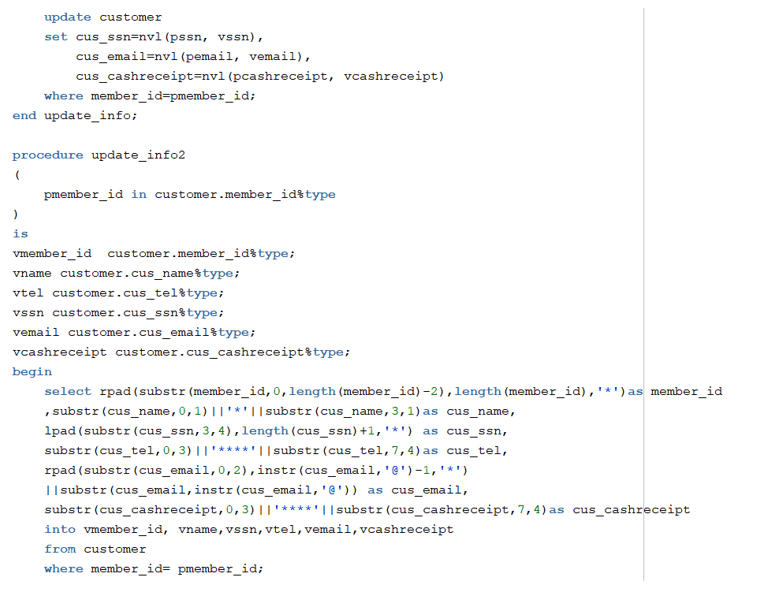 update customer
set cus_ssn=nvl(pssn, vssn),
cus_email=nvl(pemail, vemail),
cus_cashreceipt=nvl(pcashreceipt, vcashreceipt)
where member_id=pmember_id;
end update_info;
procedure update_info2
(
pmember_id in customer.member_id%type
)
is
vmember_id  customer.member_id%type;
vname customer.cus_name%type;
vtel customer.cus_tel%type;
vssn customer.cus_ssn%type;
vemail customer.cus_email%type;
vcashreceipt customer.cus_cashreceipt%type;
begin
select rpad(substr(member_id,0,length(member_id)-2),length(member_id),'*')as member_id
,substr(cus_name,0,1)||'*'||substr(cus_name,3,1)as cus_name,
lpad(substr(cus_ssn,3,4),length(cus_ssn)+1,'*') as cus_ssn,
substr(cus_tel,0,3)||'****'||substr(cus_tel,7,4)as cus_tel,
rpad(substr(cus_email,0,2),instr(cus_email,'@')-1,'*')
||substr(cus_email,instr(cus_email,'@')) as cus_email,
substr(cus_cashreceipt,0,3)||'****'||substr(cus_cashreceipt,7,4)as cus_cashreceipt
into vmember_id, vname,vssn,vtel,vemail,vcashreceipt
from customer
where member_id= pmember_id;